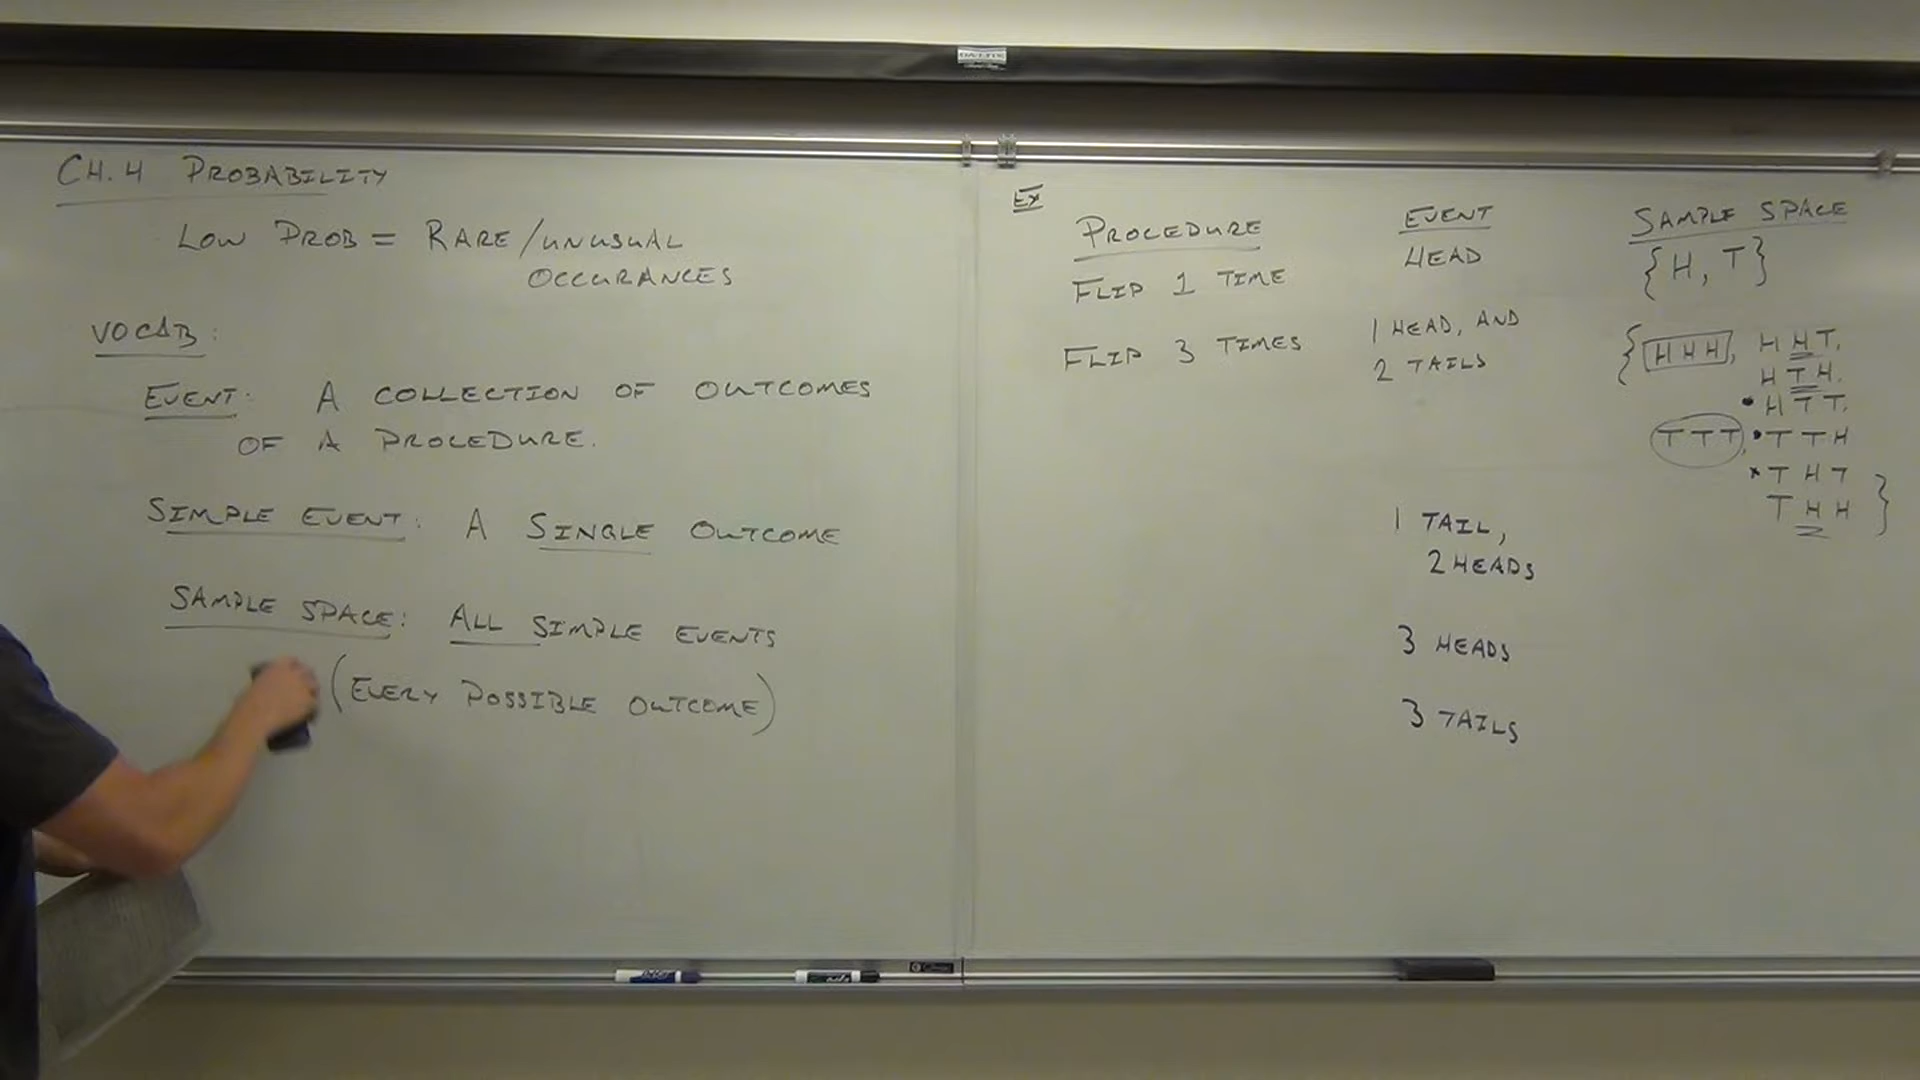 CH.4 PROBABILITY
LOW PROB = RARE/UNUSUAL
OCCURANCES
VOCAB:
EVENT: A COLLECTION OF OUTCOMES
OF A PROCEDURE.
SIMPLE EVENT: A SINGLE OUTCOME
SAMPLE SPACE: ALL SIMPLE EVENTS
(EVERY POSSIBLE OUTCOME)
EX
PROCEDURE
FLIP 1 TIME
FLIP 3 TIMES
EVENT
HEAD
1 HEAD, AND
2 TAILS
1 TAIL,
2 HEADS
3 HEADS
3 TAILS
SAMPLE SPACE
{H, T}
{HHH, HHT,
HTH,
• HTT,
TTT, • TTH
• THT
THH}